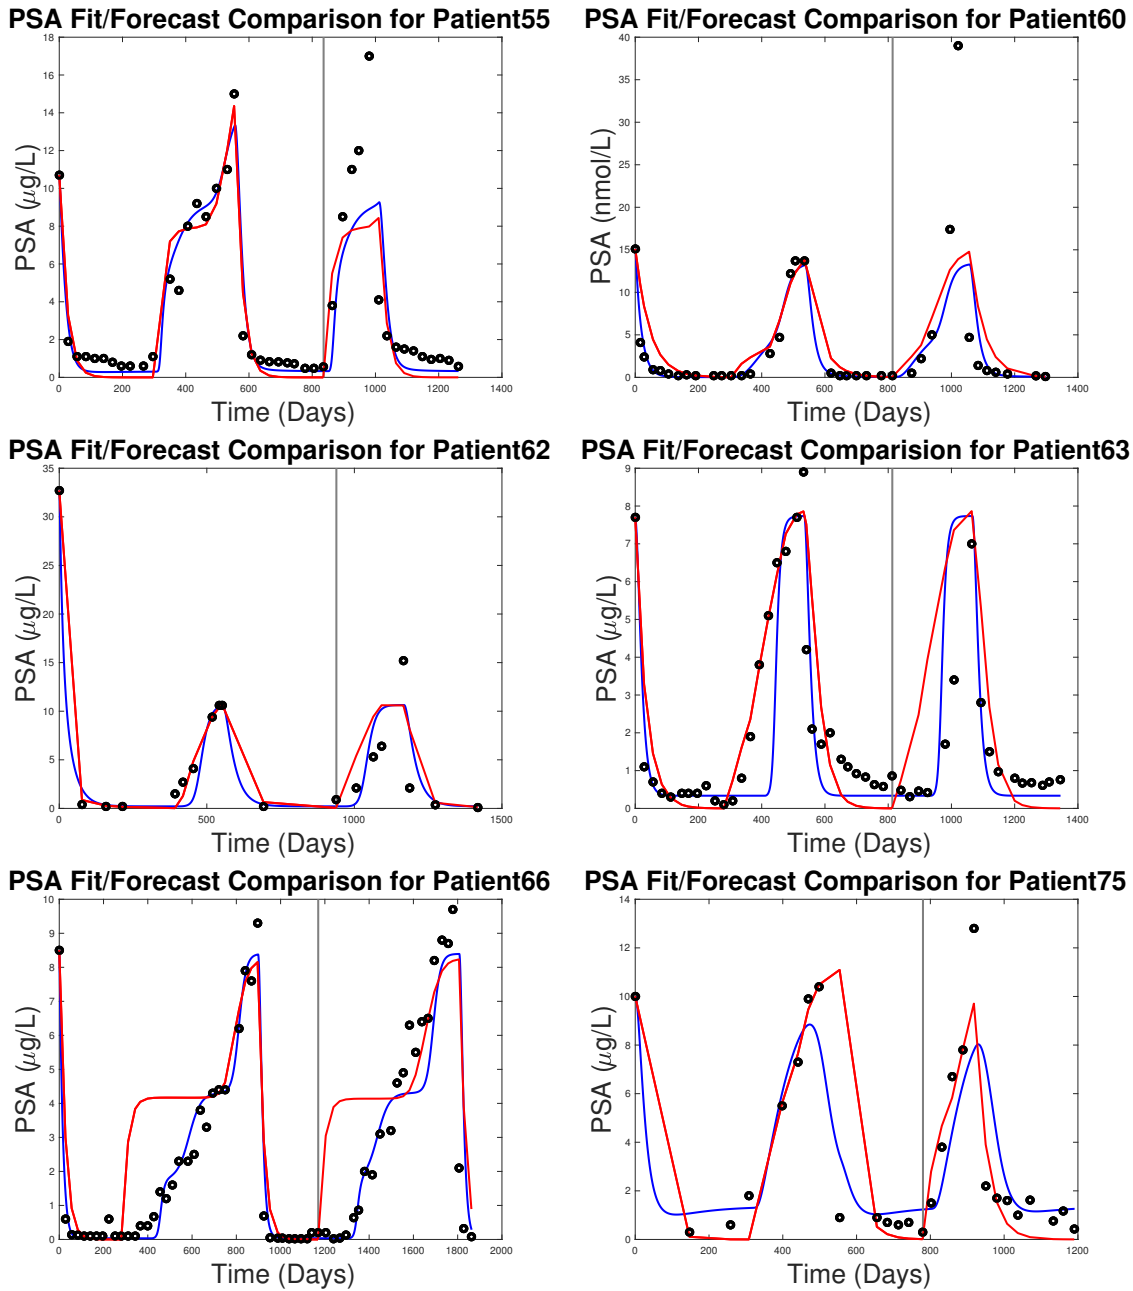 PSA Fit/Forecast Comparison for Patient55
18
16
14
12
10
8
6
4
2
0
PSA (μg/L)
0 200 400 600 800 1000 1200 1400
Time (Days)
PSA Fit/Forecast Comparison for Patient60
40
35
30
25
20
15
10
5
0
PSA (nmol/L)
0 200 400 600 800 1000 1200 1400
Time (Days)
PSA Fit/Forecast Comparison for Patient62
35
30
25
20
15
10
5
0
PSA (μg/L)
0 500 1000 1500
Time (Days)
PSA Fit/Forecast Comparision for Patient63
9
8
7
6
5
4
3
2
1
0
PSA (μg/L)
0 200 400 600 800 1000 1200 1400
Time (Days)
PSA Fit/Forecast Comparison for Patient66
10
9
8
7
6
5
4
3
2
1
0
PSA (μg/L)
0 200 400 600 800 1000 1200 1400 1600 1800 2000
Time (Days)
PSA Fit/Forecast Comparison for Patient75
14
12
10
8
6
4
2
0
PSA (μg/L)
0 200 400 600 800 1000 1200
Time (Days)